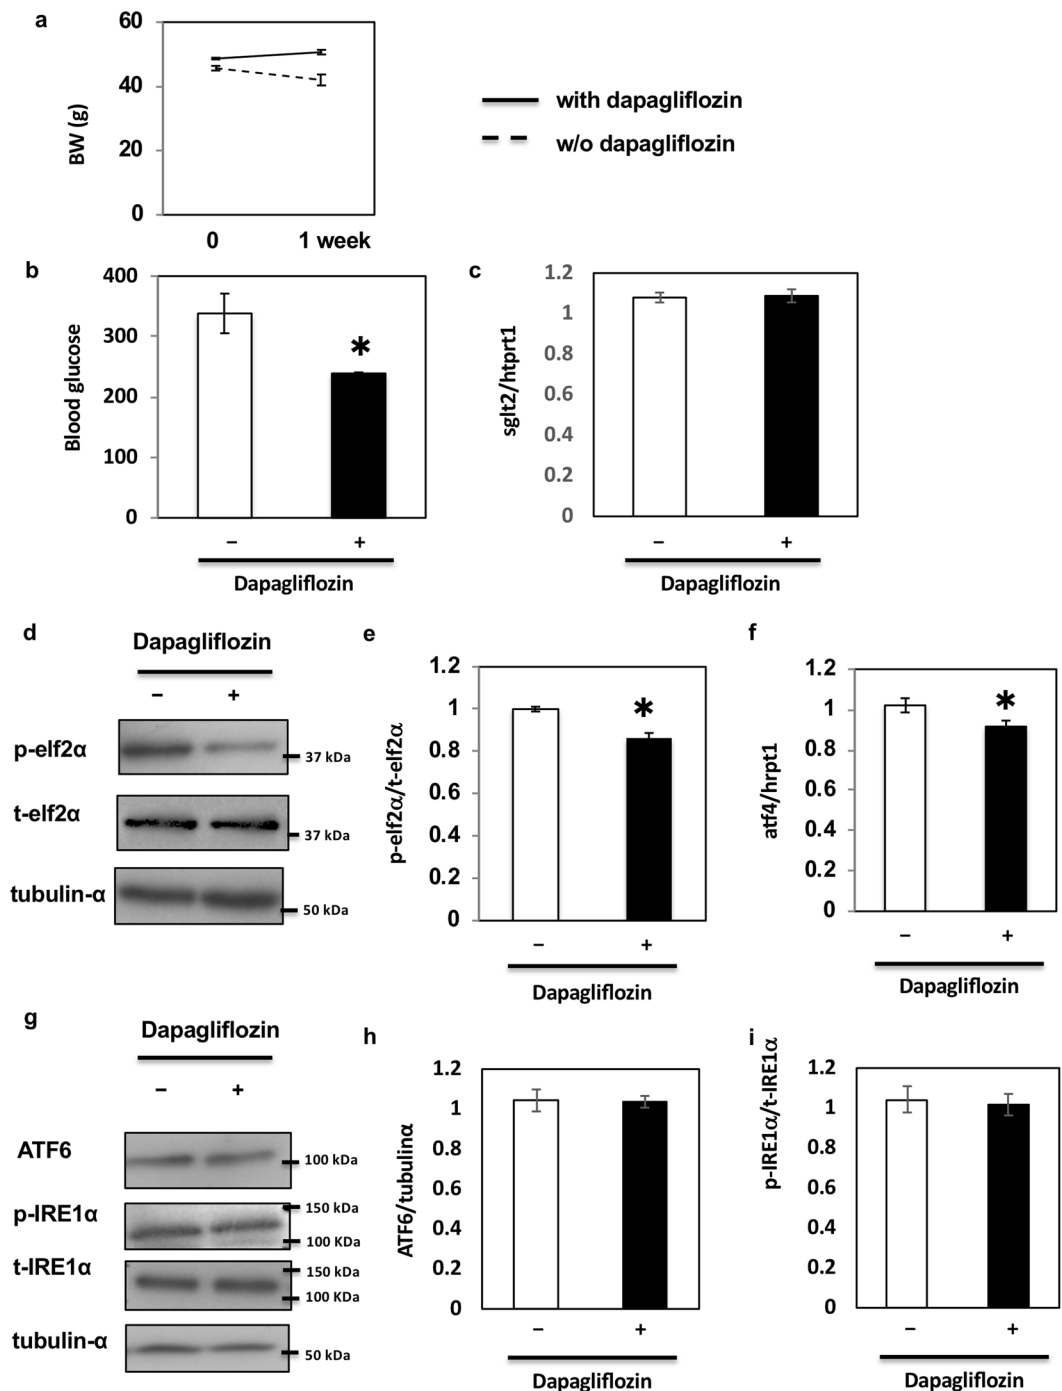 a
60
40
20
0
BW (g)
0 1 week
with dapagliflozin
w/o dapagliflozin
b
400
300
200
100
0
Blood glucose
− +
Dapagliflozin
c
1.2
1
0.8
0.6
0.4
0.2
0
sglt2/htprt1
− +
Dapagliflozin
d
Dapagliflozin
− +
p-elf2α
37 kDa
t-elf2α
37 kDa
tubulin-α
50 kDa
e
1.2
1
0.8
0.6
0.4
0.2
0
p-elf2α/t-elf2α
*
− +
Dapagliflozin
f
1.2
1
0.8
0.6
0.4
0.2
0
atf4/hrpt1
*
− +
Dapagliflozin
g
Dapagliflozin
− +
ATF6
100 kDa
p-IRE1α
150 kDa
100 KDa
t-IRE1α
150 kDa
100 KDa
tubulin-α
50 kDa
h
1.2
1
0.8
0.6
0.4
0.2
0
ATF6/tubulinα
− +
Dapagliflozin
i
1.2
1
0.8
0.6
0.4
0.2
0
p-IRE1α/t-IRE1α
− +
Dapagliflozin